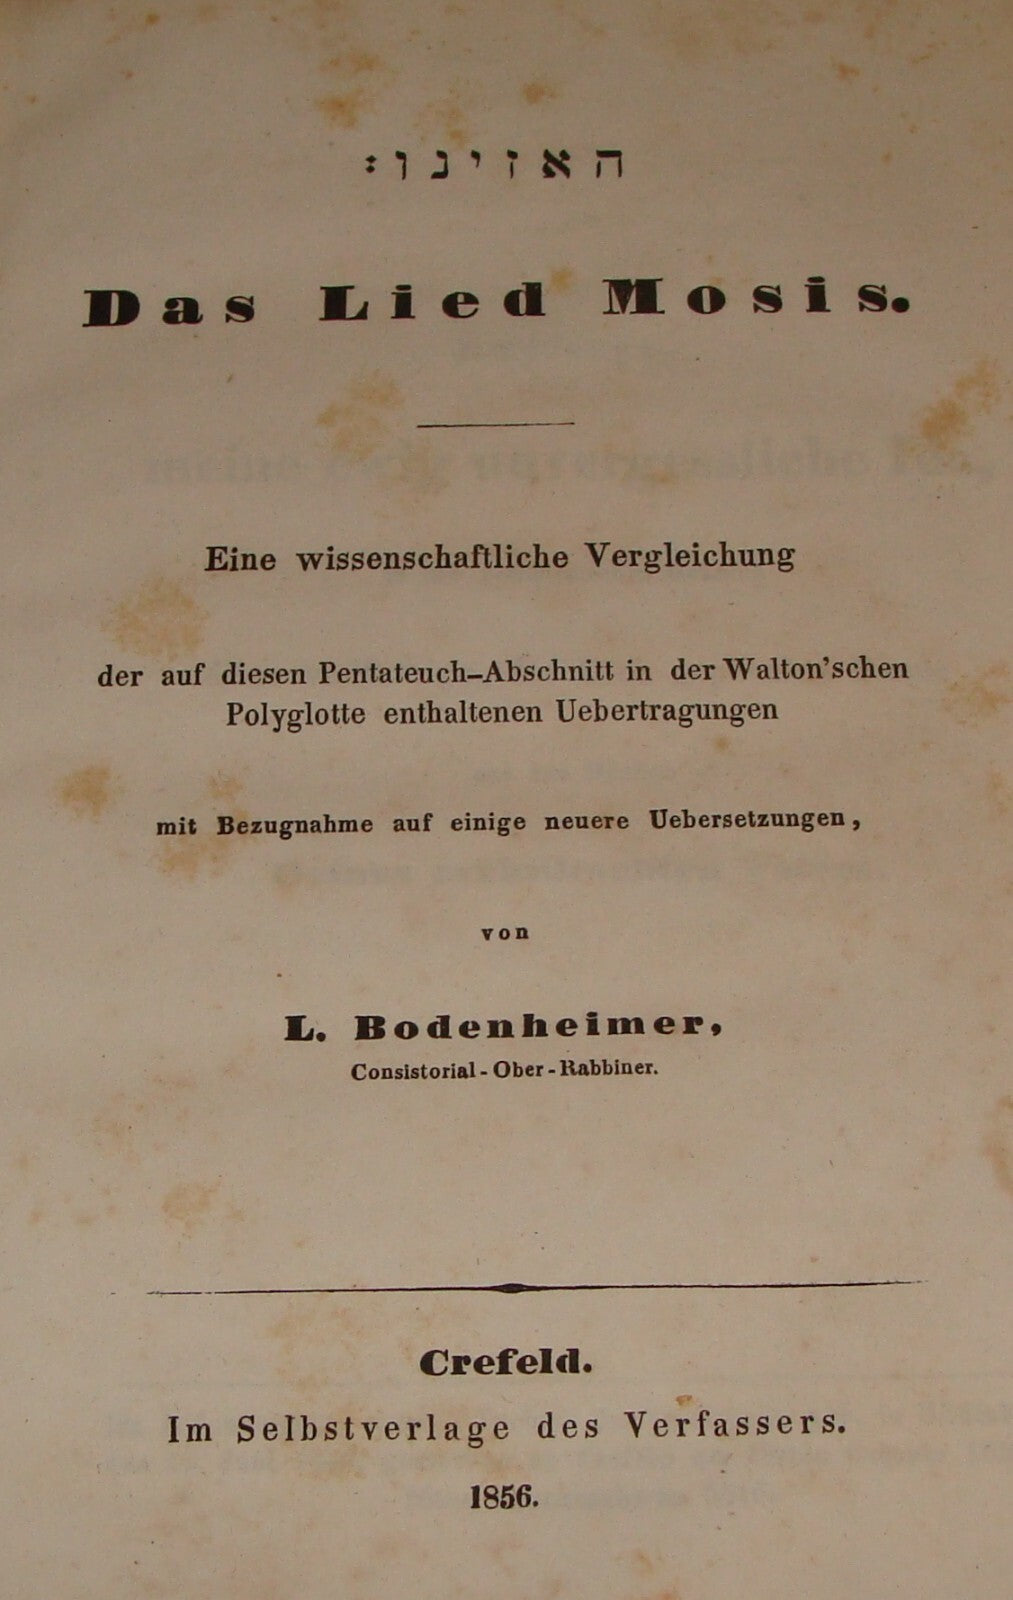 האזינו:
Das Lied Mosis.
Eine wissenschaftliche Vergleichung
der auf diesen Pentateuch-Abschnitt in der Walton'schen
Polyglotte enthaltenen Uebertragungen
mit Bezugnahme auf einige neuere Uebersetzungen,
von
L. Bodenheimer,
Consistorial-Ober-Rabbiner.
Crefeld.
Im Selbstverlage des Verfassers.
1856.